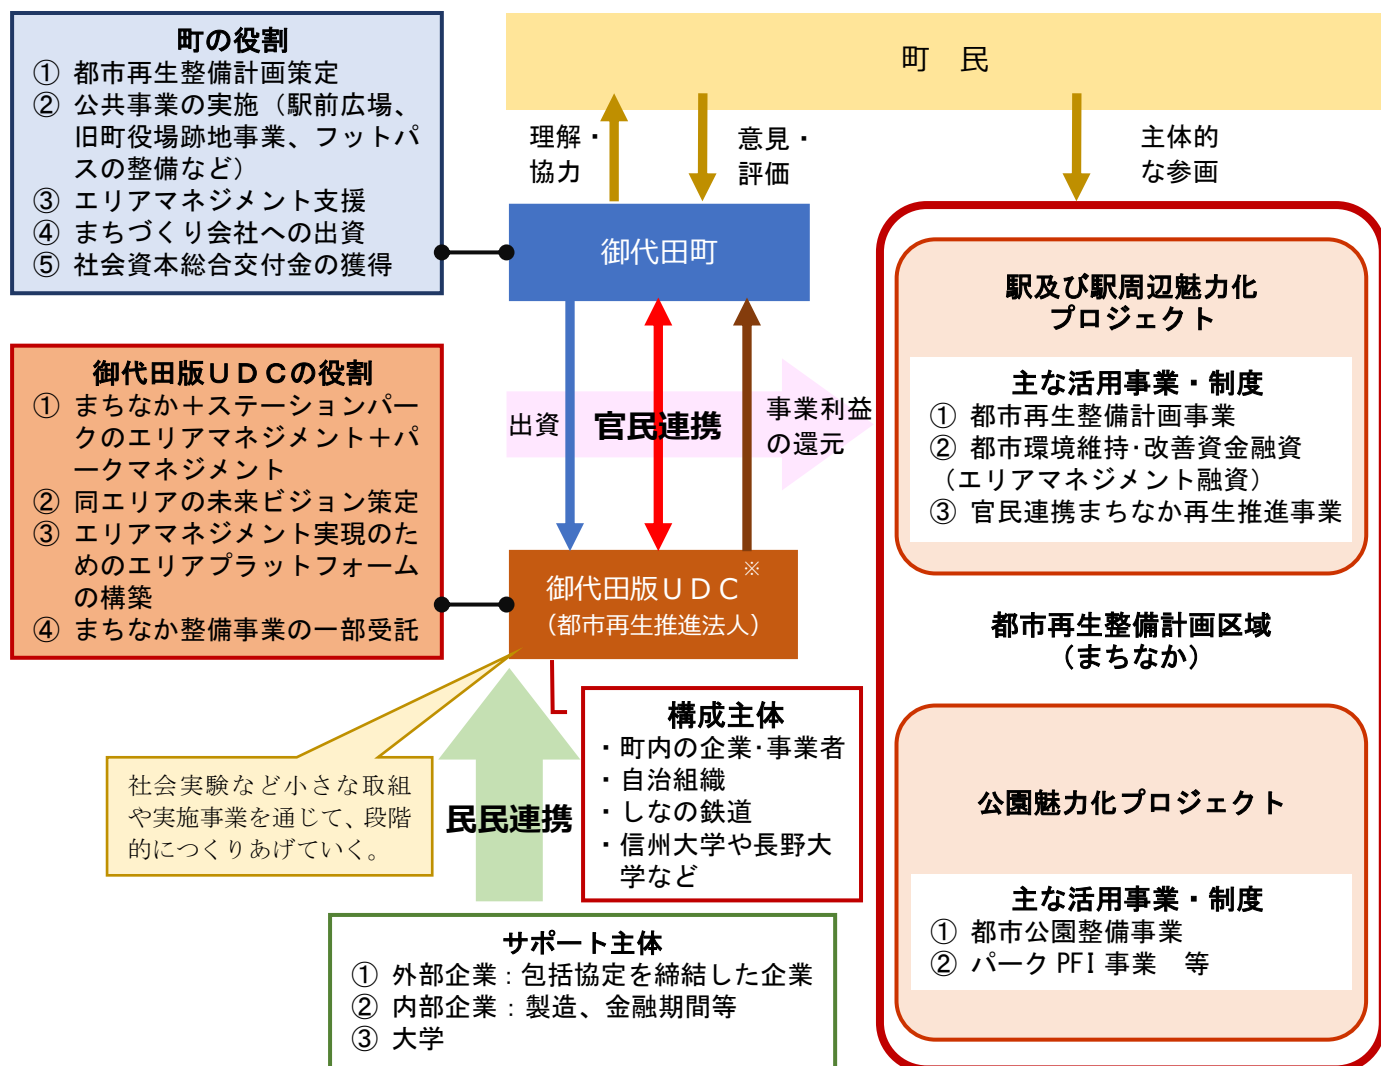 町の役割
① 都市再生整備計画策定
② 公共事業の実施（駅前広場、
旧町役場跡地事業、フットパ
スの整備など）
③ エリアマネジメント支援
④ まちづくり会社への出資
⑤ 社会資本総合交付金の獲得
町　民
理解・
協力
意見・
評価
主体的
な参画
御代田町
御代田版ＵＤＣの役割
① まちなか＋ステーションパー
クのエリアマネジメント＋パ
ークマネジメント
② 同エリアの未来ビジョン策定
③ エリアマネジメント実現のた
めのエリアプラットフォーム
の構築
④ まちなか整備事業の一部受託
出資
官民連携
事業利益
の還元
御代田版ＵＤＣ※
（都市再生推進法人）
社会実験など小さな取組
や実施事業を通じて、段階
的につくりあげていく。
民民連携
構成主体
・町内の企業・事業者
・自治組織
・しなの鉄道
・信州大学や長野大
学など
サポート主体
① 外部企業：包括協定を締結した企業
② 内部企業：製造、金融期間等
③ 大学
駅及び駅周辺魅力化
プロジェクト
主な活用事業・制度
① 都市再生整備計画事業
② 都市環境維持・改善資金融資
（エリアマネジメント融資）
③ 官民連携まちなか再生推進事業
都市再生整備計画区域
（まちなか）
公園魅力化プロジェクト
主な活用事業・制度
① 都市公園整備事業
② パーク PFI 事業　等